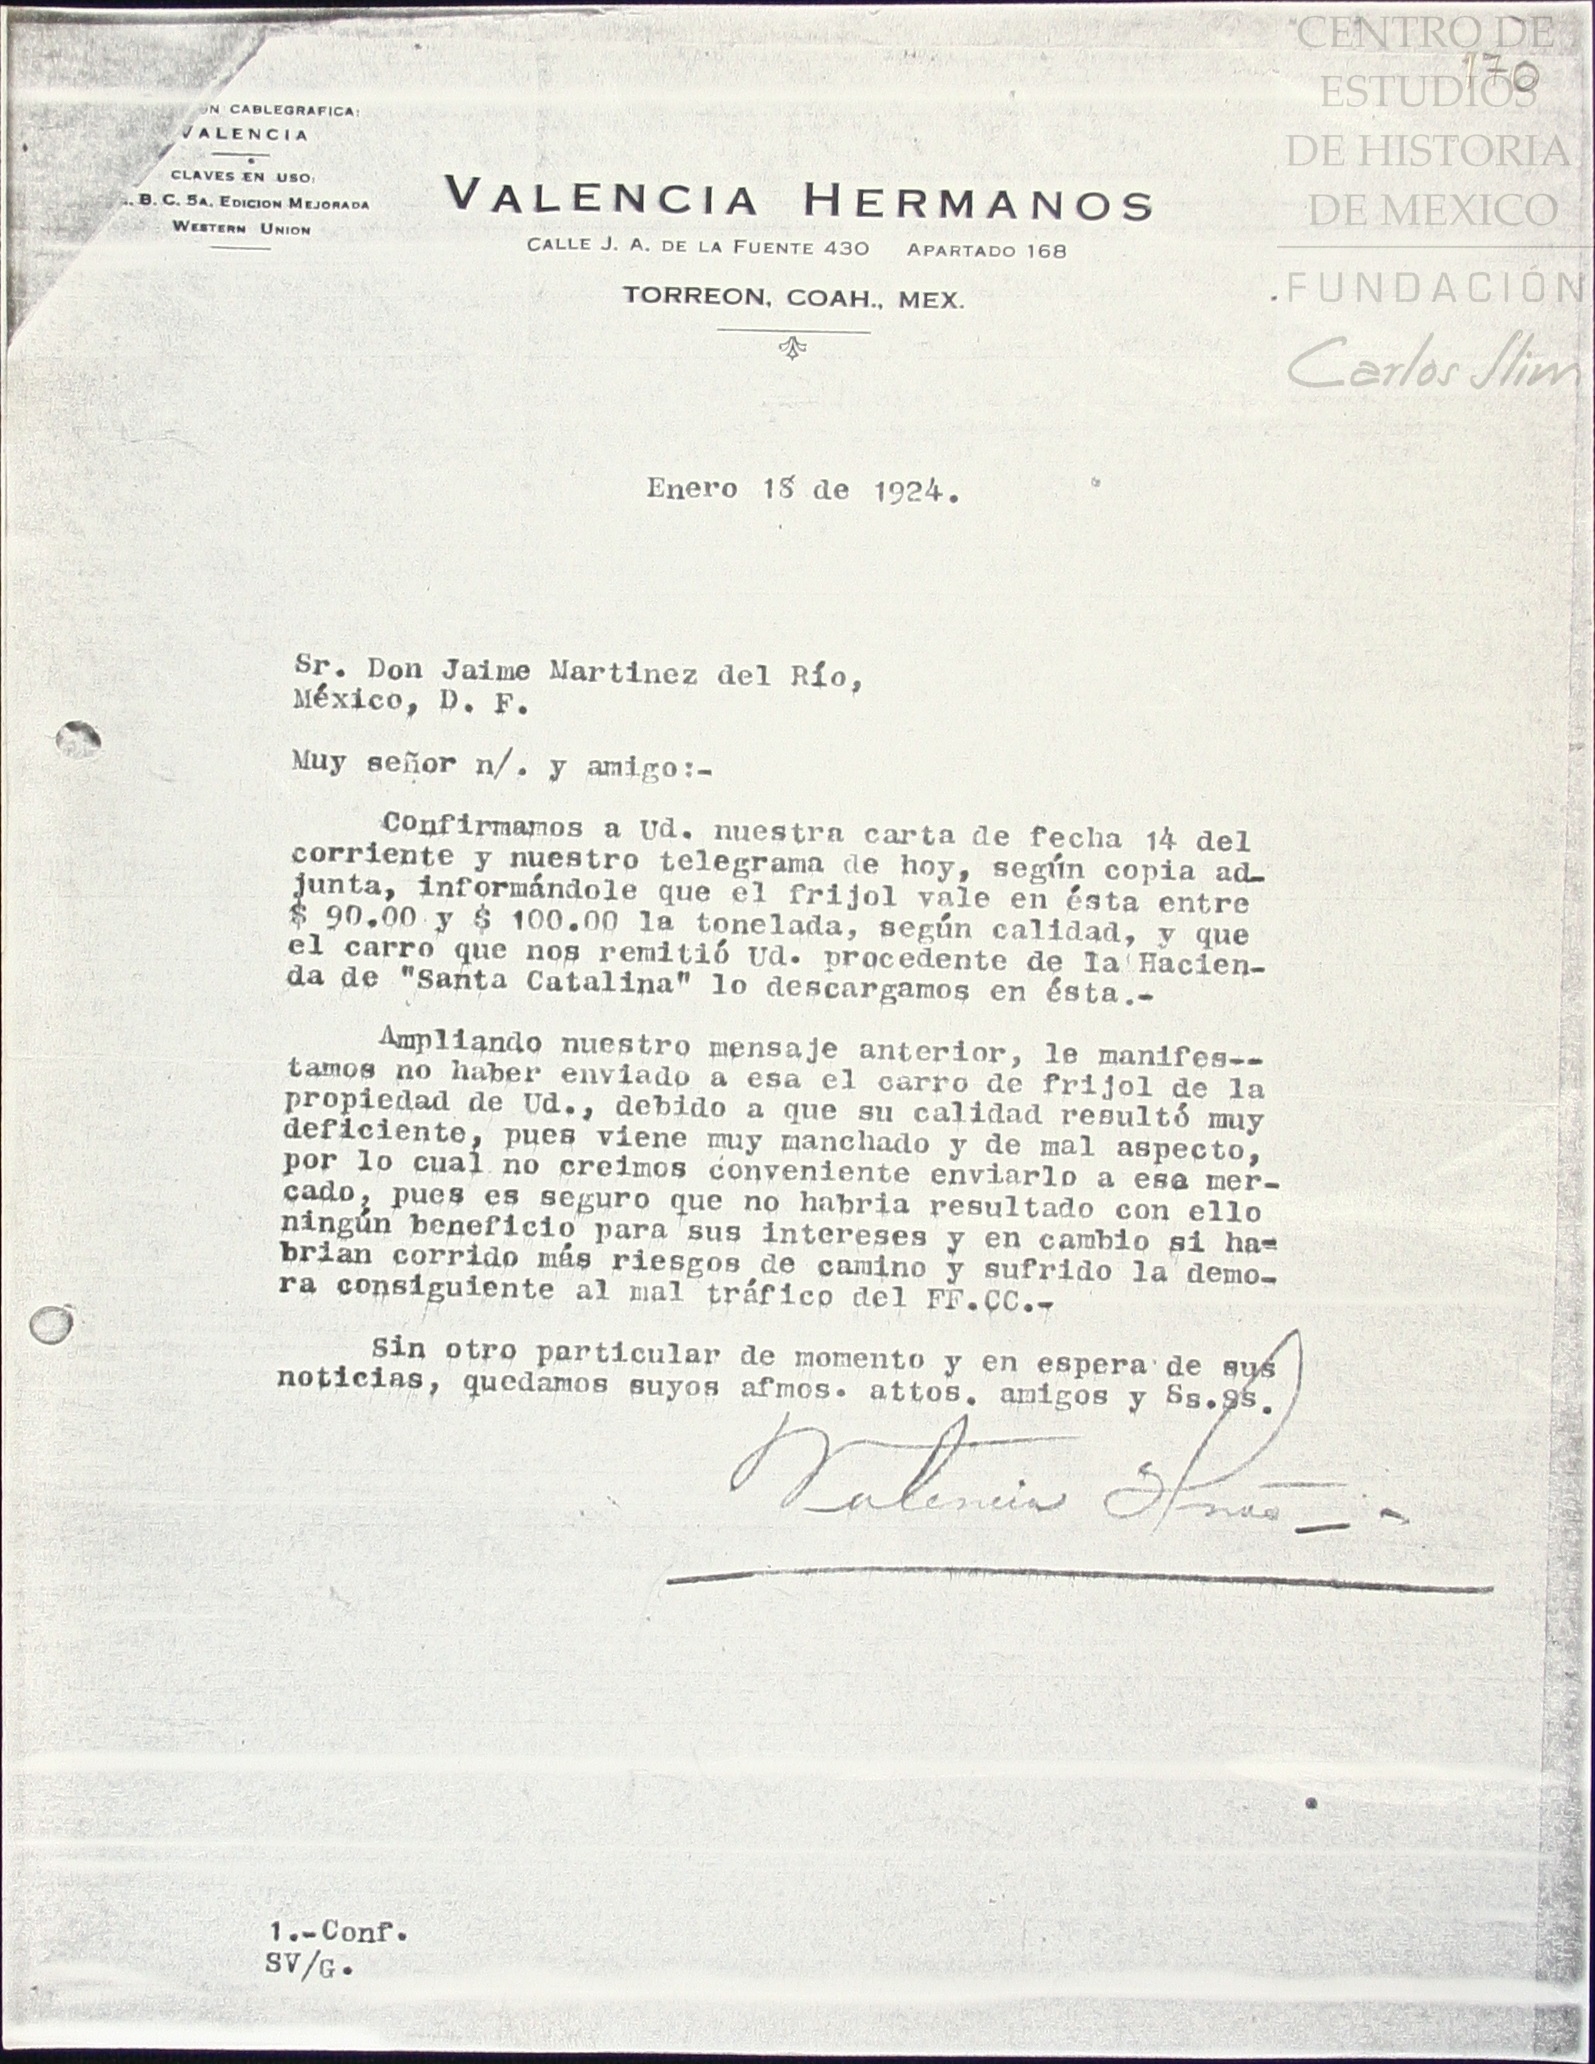 CENTRO DE
ESTUDIOS
DE HISTORIA
DE MEXICO
FUNDACIÓN
Carlos Slim
170
ON CABLEGRAFICA:
VALENCIA
CLAVES EN USO:
B. C. 5A. EDICION MEJORADA
WESTERN UNION
VALENCIA HERMANOS
CALLE J. A. DE LA FUENTE 430 APARTADO 168
TORREON, COAH., MEX.
Enero 18 de 1924.
Sr. Don Jaime Martinez del Río,
México, D. F.
Muy señor n/. y amigo:-
Confirmamos a Ud. nuestra carta de fecha 14 del
corriente y nuestro telegrama de hoy, según copia ad-
junta, informándole que el frijol vale en ésta entre
$ 90.00 y $ 100.00 la tonelada, según calidad, y que
el carro que nos remitió Ud. procedente de la Hacien-
da de "Santa Catalina" lo descargamos en ésta.-
Ampliando nuestro mensaje anterior, le manifes--
tamos no haber enviado a esa el carro de frijol de la
propiedad de Ud., debido a que su calidad resultó muy
deficiente, pues viene muy manchado y de mal aspecto,
por lo cual no creimos conveniente enviarlo a ese mer-
cado, pues es seguro que no habria resultado con ello
ningún beneficio para sus intereses y en cambio si ha=
brian corrido más riesgos de camino y sufrido la demo-
ra consiguiente al mal tráfico del FF.CC.-
Sin otro particular de momento y en espera de sus
noticias, quedamos suyos afmos. attos. amigos y Ss.Ss.
Valencia Hnos
1.-Conf.
SV/G.